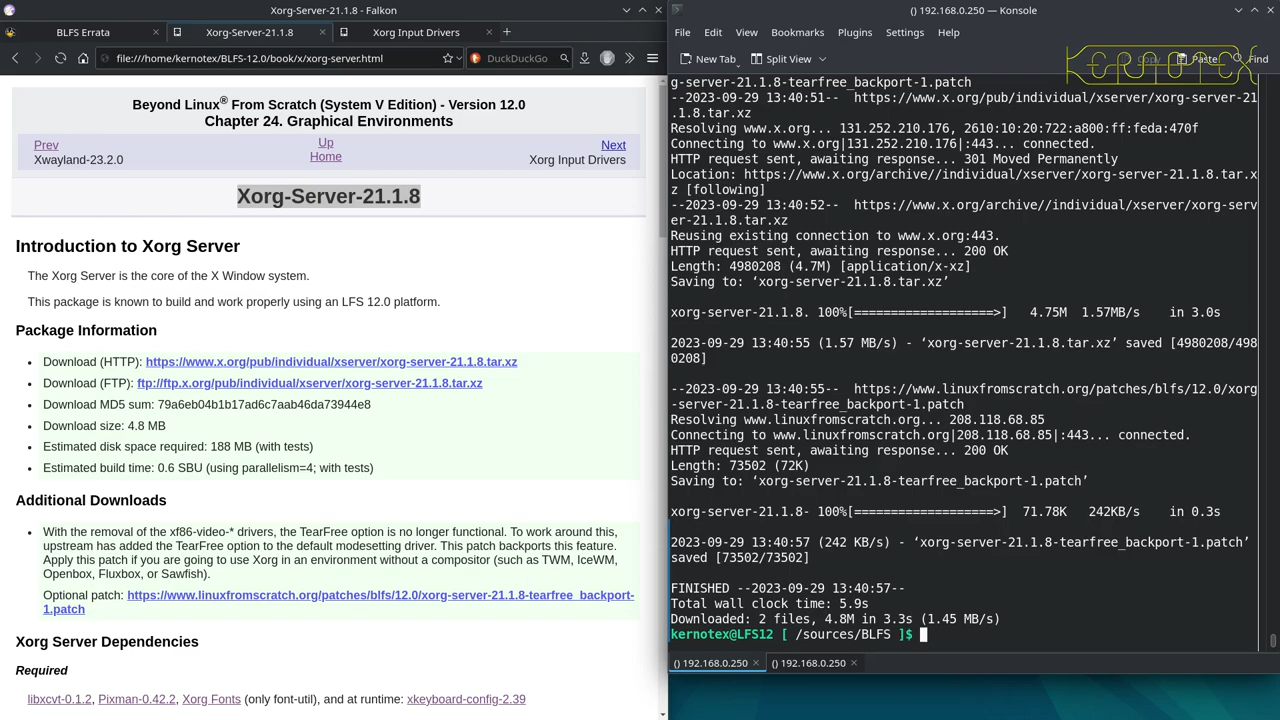 Xorg-Server-21.1.8 - Falkon
BLFS Errata
Xorg-Server-21.1.8
Xorg Input Drivers
file:///home/kernotex/BLFS-12.0/book/x/xorg-server.html
DuckDuckGo
Beyond Linux® From Scratch (System V Edition) - Version 12.0
Chapter 24. Graphical Environments
Prev
Up
Next
Xwayland-23.2.0
Home
Xorg Input Drivers
Xorg-Server-21.1.8
Introduction to Xorg Server
The Xorg Server is the core of the X Window system.
This package is known to build and work properly using an LFS 12.0 platform.
Package Information
• Download (HTTP): https://www.x.org/pub/individual/xserver/xorg-server-21.1.8.tar.xz
• Download (FTP): ftp://ftp.x.org/pub/individual/xserver/xorg-server-21.1.8.tar.xz
• Download MD5 sum: 79a6eb04b1b17ad6c7aab46da73944e8
• Download size: 4.8 MB
• Estimated disk space required: 188 MB (with tests)
• Estimated build time: 0.6 SBU (using parallelism=4; with tests)
Additional Downloads
• With the removal of the xf86-video-* drivers, the TearFree option is no longer functional. To work around this,
upstream has added the TearFree option to the default modesetting driver. This patch backports this feature.
Apply this patch if you are going to use Xorg in an environment without a compositor (such as TWM, IceWM,
Openbox, Fluxbox, or Sawfish).
Optional patch: https://www.linuxfromscratch.org/patches/blfs/12.0/xorg-server-21.1.8-tearfree_backport-
1.patch
Xorg Server Dependencies
Required
libxcvt-0.1.2, Pixman-0.42.2, Xorg Fonts (only font-util), and at runtime: xkeyboard-config-2.39
() 192.168.0.250 — Konsole
File Edit View Bookmarks Plugins Settings Help
New Tab Split View Copy Paste Find
KERNOTEX
g-server-21.1.8-tearfree_backport-1.patch
--2023-09-29 13:40:51--  https://www.x.org/pub/individual/xserver/xorg-server-21
.1.8.tar.xz
Resolving www.x.org... 131.252.210.176, 2610:10:20:722:a800:ff:feda:470f
Connecting to www.x.org|131.252.210.176|:443... connected.
HTTP request sent, awaiting response... 301 Moved Permanently
Location: https://www.x.org/archive//individual/xserver/xorg-server-21.1.8.tar.x
z [following]
--2023-09-29 13:40:52--  https://www.x.org/archive//individual/xserver/xorg-serv
er-21.1.8.tar.xz
Reusing existing connection to www.x.org:443.
HTTP request sent, awaiting response... 200 OK
Length: 4980208 (4.7M) [application/x-xz]
Saving to: ‘xorg-server-21.1.8.tar.xz’
xorg-server-21.1.8. 100%[===================>]   4.75M  1.57MB/s    in 3.0s
2023-09-29 13:40:55 (1.57 MB/s) - ‘xorg-server-21.1.8.tar.xz’ saved [4980208/498
0208]
--2023-09-29 13:40:55--  https://www.linuxfromscratch.org/patches/blfs/12.0/xorg
-server-21.1.8-tearfree_backport-1.patch
Resolving www.linuxfromscratch.org... 208.118.68.85
Connecting to www.linuxfromscratch.org|208.118.68.85|:443... connected.
HTTP request sent, awaiting response... 200 OK
Length: 73502 (72K)
Saving to: ‘xorg-server-21.1.8-tearfree_backport-1.patch’
xorg-server-21.1.8- 100%[===================>]  71.78K   242KB/s    in 0.3s
2023-09-29 13:40:57 (242 KB/s) - ‘xorg-server-21.1.8-tearfree_backport-1.patch’
saved [73502/73502]
FINISHED --2023-09-29 13:40:57--
Total wall clock time: 5.9s
Downloaded: 2 files, 4.8M in 3.3s (1.45 MB/s)
kernotex@LFS12 [ /sources/BLFS ]$
() 192.168.0.250
() 192.168.0.250